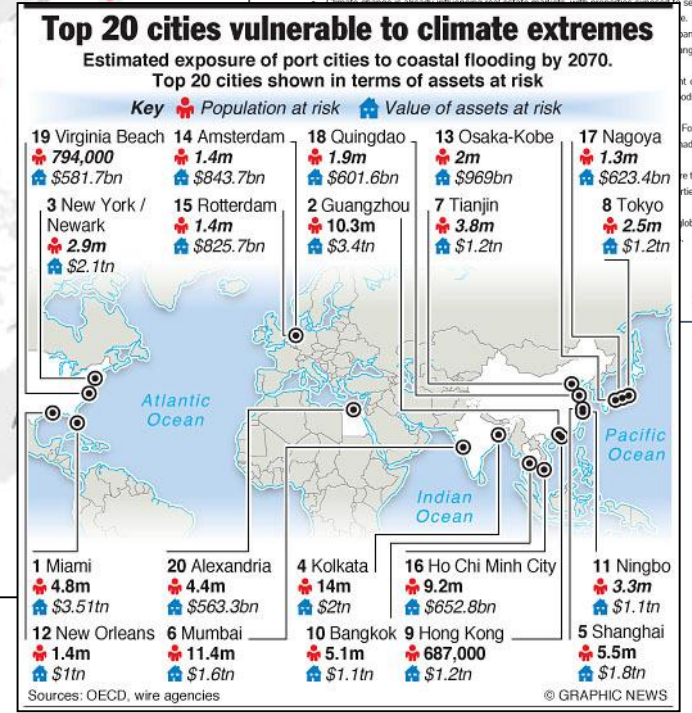 Top 20 cities vulnerable to climate extremes
Estimated exposure of port cities to coastal flooding by 2070.
Top 20 cities shown in terms of assets at risk
Key Population at risk Value of assets at risk
19 Virginia Beach
794,000
$581.7bn
14 Amsterdam
1.4m
$843.7bn
18 Quingdao
1.9m
$601.6bn
13 Osaka-Kobe
2m
$969bn
17 Nagoya
1.3m
$623.4bn
3 New York /
Newark
2.9m
$2.1tn
15 Rotterdam
1.4m
$825.7bn
2 Guangzhou
10.3m
$3.4tn
7 Tianjin
3.8m
$1.2tn
8 Tokyo
2.5m
$1.2tn
Atlantic
Ocean
Pacific
Ocean
Indian
Ocean
1 Miami
4.8m
$3.51tn
20 Alexandria
4.4m
$563.3bn
4 Kolkata
14m
$2tn
16 Ho Chi Minh City
9.2m
$652.8bn
11 Ningbo
3.3m
$1.1tn
12 New Orleans
1.4m
$1tn
6 Mumbai
11.4m
$1.6tn
10 Bangkok
5.1m
$1.1tn
9 Hong Kong
687,000
$1.2tn
5 Shanghai
5.5m
$1.8tn
Sources: OECD, wire agencies
© GRAPHIC NEWS